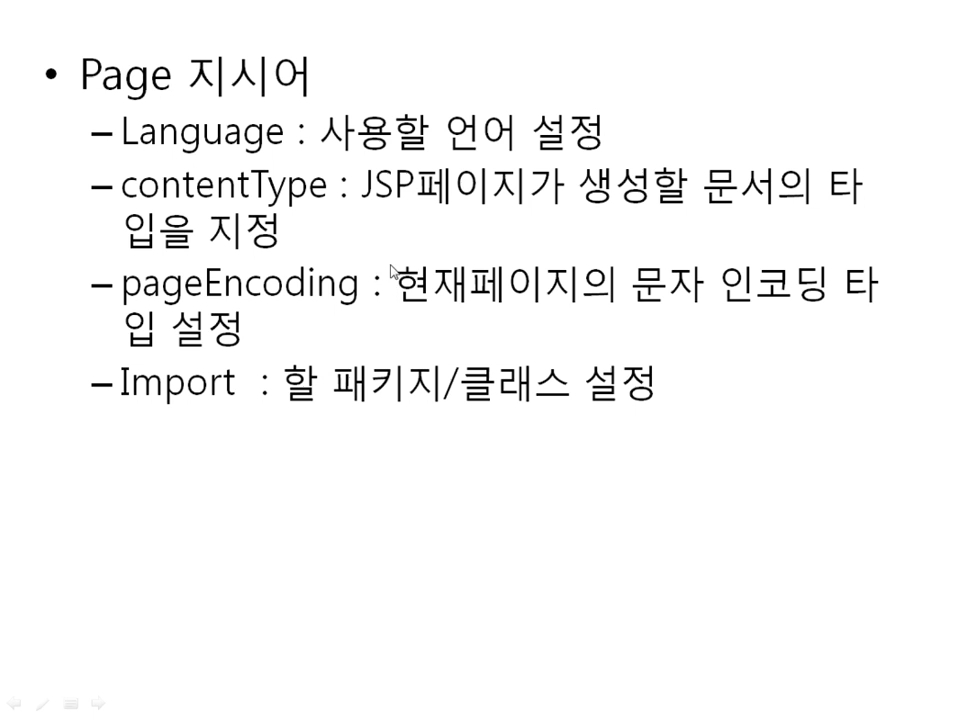 • Page 지시어
– Language : 사용할 언어 설정
– contentType : JSP페이지가 생성할 문서의 타
입을 지정
– pageEncoding : 현재페이지의 문자 인코딩 타
입 설정
– Import  : 할 패키지/클래스 설정